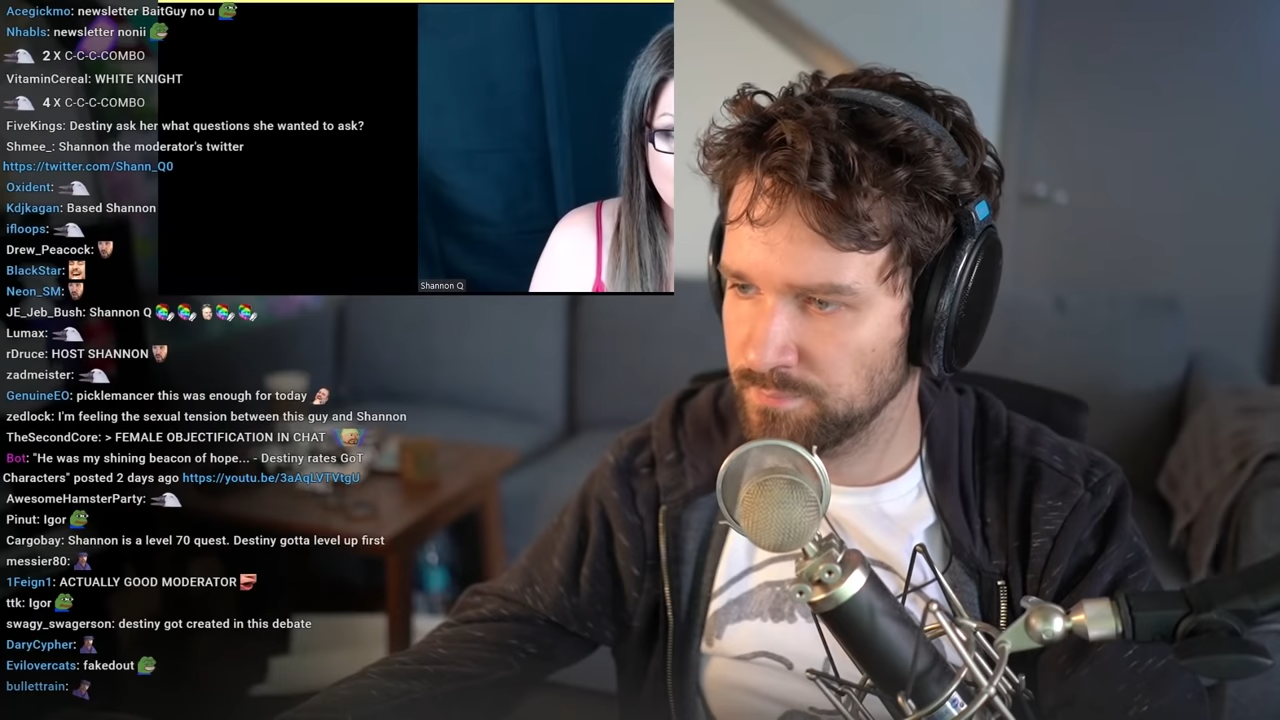 Acegickmo: newsletter BaitGuy no u
Nhabls: newsletter nonii
2 X C-C-C-COMBO
VitaminCereal: WHITE KNIGHT
4 X C-C-C-COMBO
FiveKings: Destiny ask her what questions she wanted to ask?
Shmee_: Shannon the moderator's twitter
https://twitter.com/Shann_Q0
Oxident:
Kdjkagan: Based Shannon
ifloops:
Drew_Peacock:
BlackStar:
Neon_SM:
JE_Jeb_Bush: Shannon Q
Lumax:
rDruce: HOST SHANNON
zadmeister:
GenuineEO: picklemancer this was enough for today
zedlock: I'm feeling the sexual tension between this guy and Shannon
TheSecondCore: > FEMALE OBJECTIFICATION IN CHAT
Bot: "He was my shining beacon of hope... - Destiny rates GoT
Characters" posted 2 days ago https://youtu.be/3aAqLVTVtgU
AwesomeHamsterParty:
Pinut: Igor
Cargobay: Shannon is a level 70 quest. Destiny gotta level up first
messier80:
1Feign1: ACTUALLY GOOD MODERATOR
ttk: Igor
swagy_swagerson: destiny got created in this debate
DaryCypher:
Evilovercats: fakedout
bullettrain:
Shannon Q